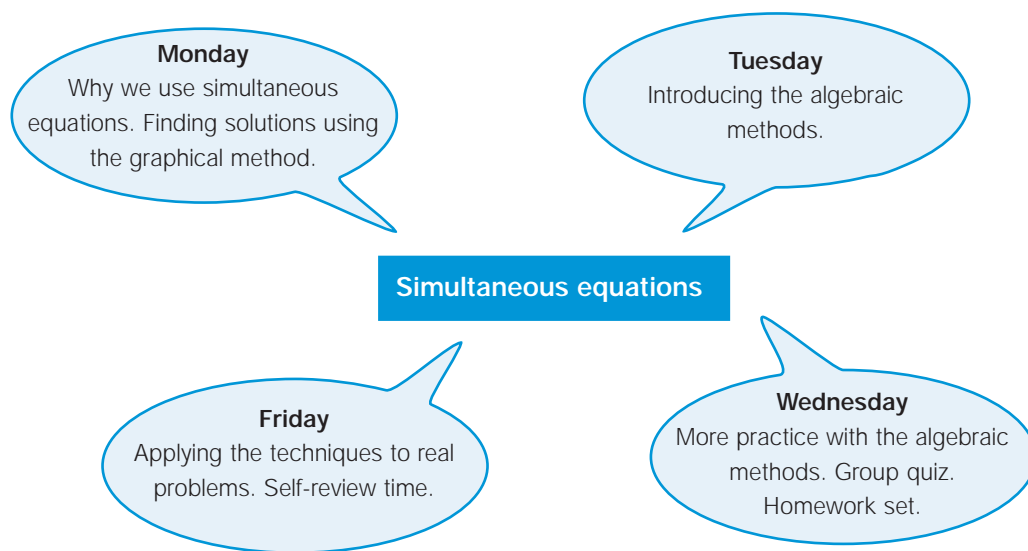 Monday
Why we use simultaneous
equations. Finding solutions using
the graphical method.
Tuesday
Introducing the algebraic
methods.
Simultaneous equations
Friday
Applying the techniques to real
problems. Self-review time.
Wednesday
More practice with the algebraic
methods. Group quiz.
Homework set.